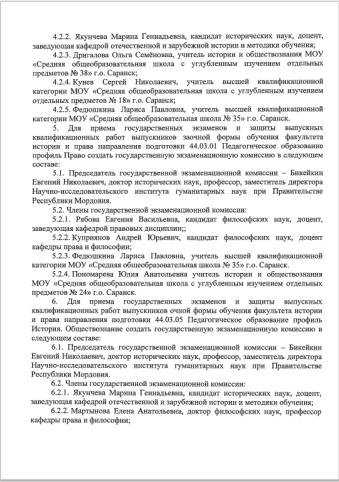 4.2.2. Якунчева Марина Геннадьевна, кандидат исторических наук, доцент,
заведующая кафедрой отечественной и зарубежной истории и методики обучения;
4.2.3. Дригалова Ольга Семёновна, учитель истории и обществознания МОУ
«Средняя общеобразовательная школа с углубленным изучением отдельных
предметов № 38» г.о. Саранск;
4.2.4. Кунев Сергей Николаевич, учитель высшей квалификационной
категории МОУ «Средняя общеобразовательная школа с углубленным изучением отдельных
предметов № 18» г.о. Саранск;
4.2.5. Федюшкина Лариса Павловна, учитель высшей квалификационной
категории МОУ «Средняя общеобразовательная школа № 35» г.о. Саранск.
5. Для приема государственных экзаменов и защиты выпускных
квалификационных работ выпускников заочной формы обучения факультета
истории и права направления подготовки 44.03.01 Педагогическое образование
профиль Право создать государственную экзаменационную комиссию в следующем
составе:
5.1. Председатель государственной экзаменационной комиссии – Бикейкин
Евгений Николаевич, доктор исторических наук, профессор, заместитель директора
Научно-исследовательского института гуманитарных наук при Правительстве
Республики Мордовия.
5.2. Члены государственной экзаменационной комиссии:
5.2.1. Рябова Евгения Васильевна, кандидат философских наук, доцент,
заведующая кафедрой правовых дисциплин;;
5.2.2. Куприянов Андрей Юрьевич, кандидат философских наук, доцент
кафедры права и философии;
5.2.3. Федюшкина Лариса Павловна, учитель высшей квалификационной
категории МОУ «Средняя общеобразовательная школа № 35» г.о. Саранск.
5.2.4. Пономарева Юлия Анатольевна учитель истории и обществознания
МОУ «Средняя общеобразовательная школа с углубленным изучением отдельных
предметов № 24» г.о. Саранск.
6. Для приема государственных экзаменов и защиты выпускных
квалификационных работ выпускников очной формы обучения факультета истории
и права направления подготовки 44.03.05 Педагогическое образование профиль
История. Обществознание создать государственную экзаменационную комиссию в
следующем составе:
6.1. Председатель государственной экзаменационной комиссии – Бикейкин
Евгений Николаевич, доктор исторических наук, профессор, заместитель директора
Научно-исследовательского института гуманитарных наук при Правительстве
Республики Мордовия.
6.2. Члены государственной экзаменационной комиссии:
6.2.1. Якунчева Марина Геннадьевна, кандидат исторических наук, доцент,
заведующая кафедрой отечественной и зарубежной истории и методики обучения;
6.2.2. Мартынова Елена Анатольевна, доктор философских наук, профессор
кафедры права и философии;